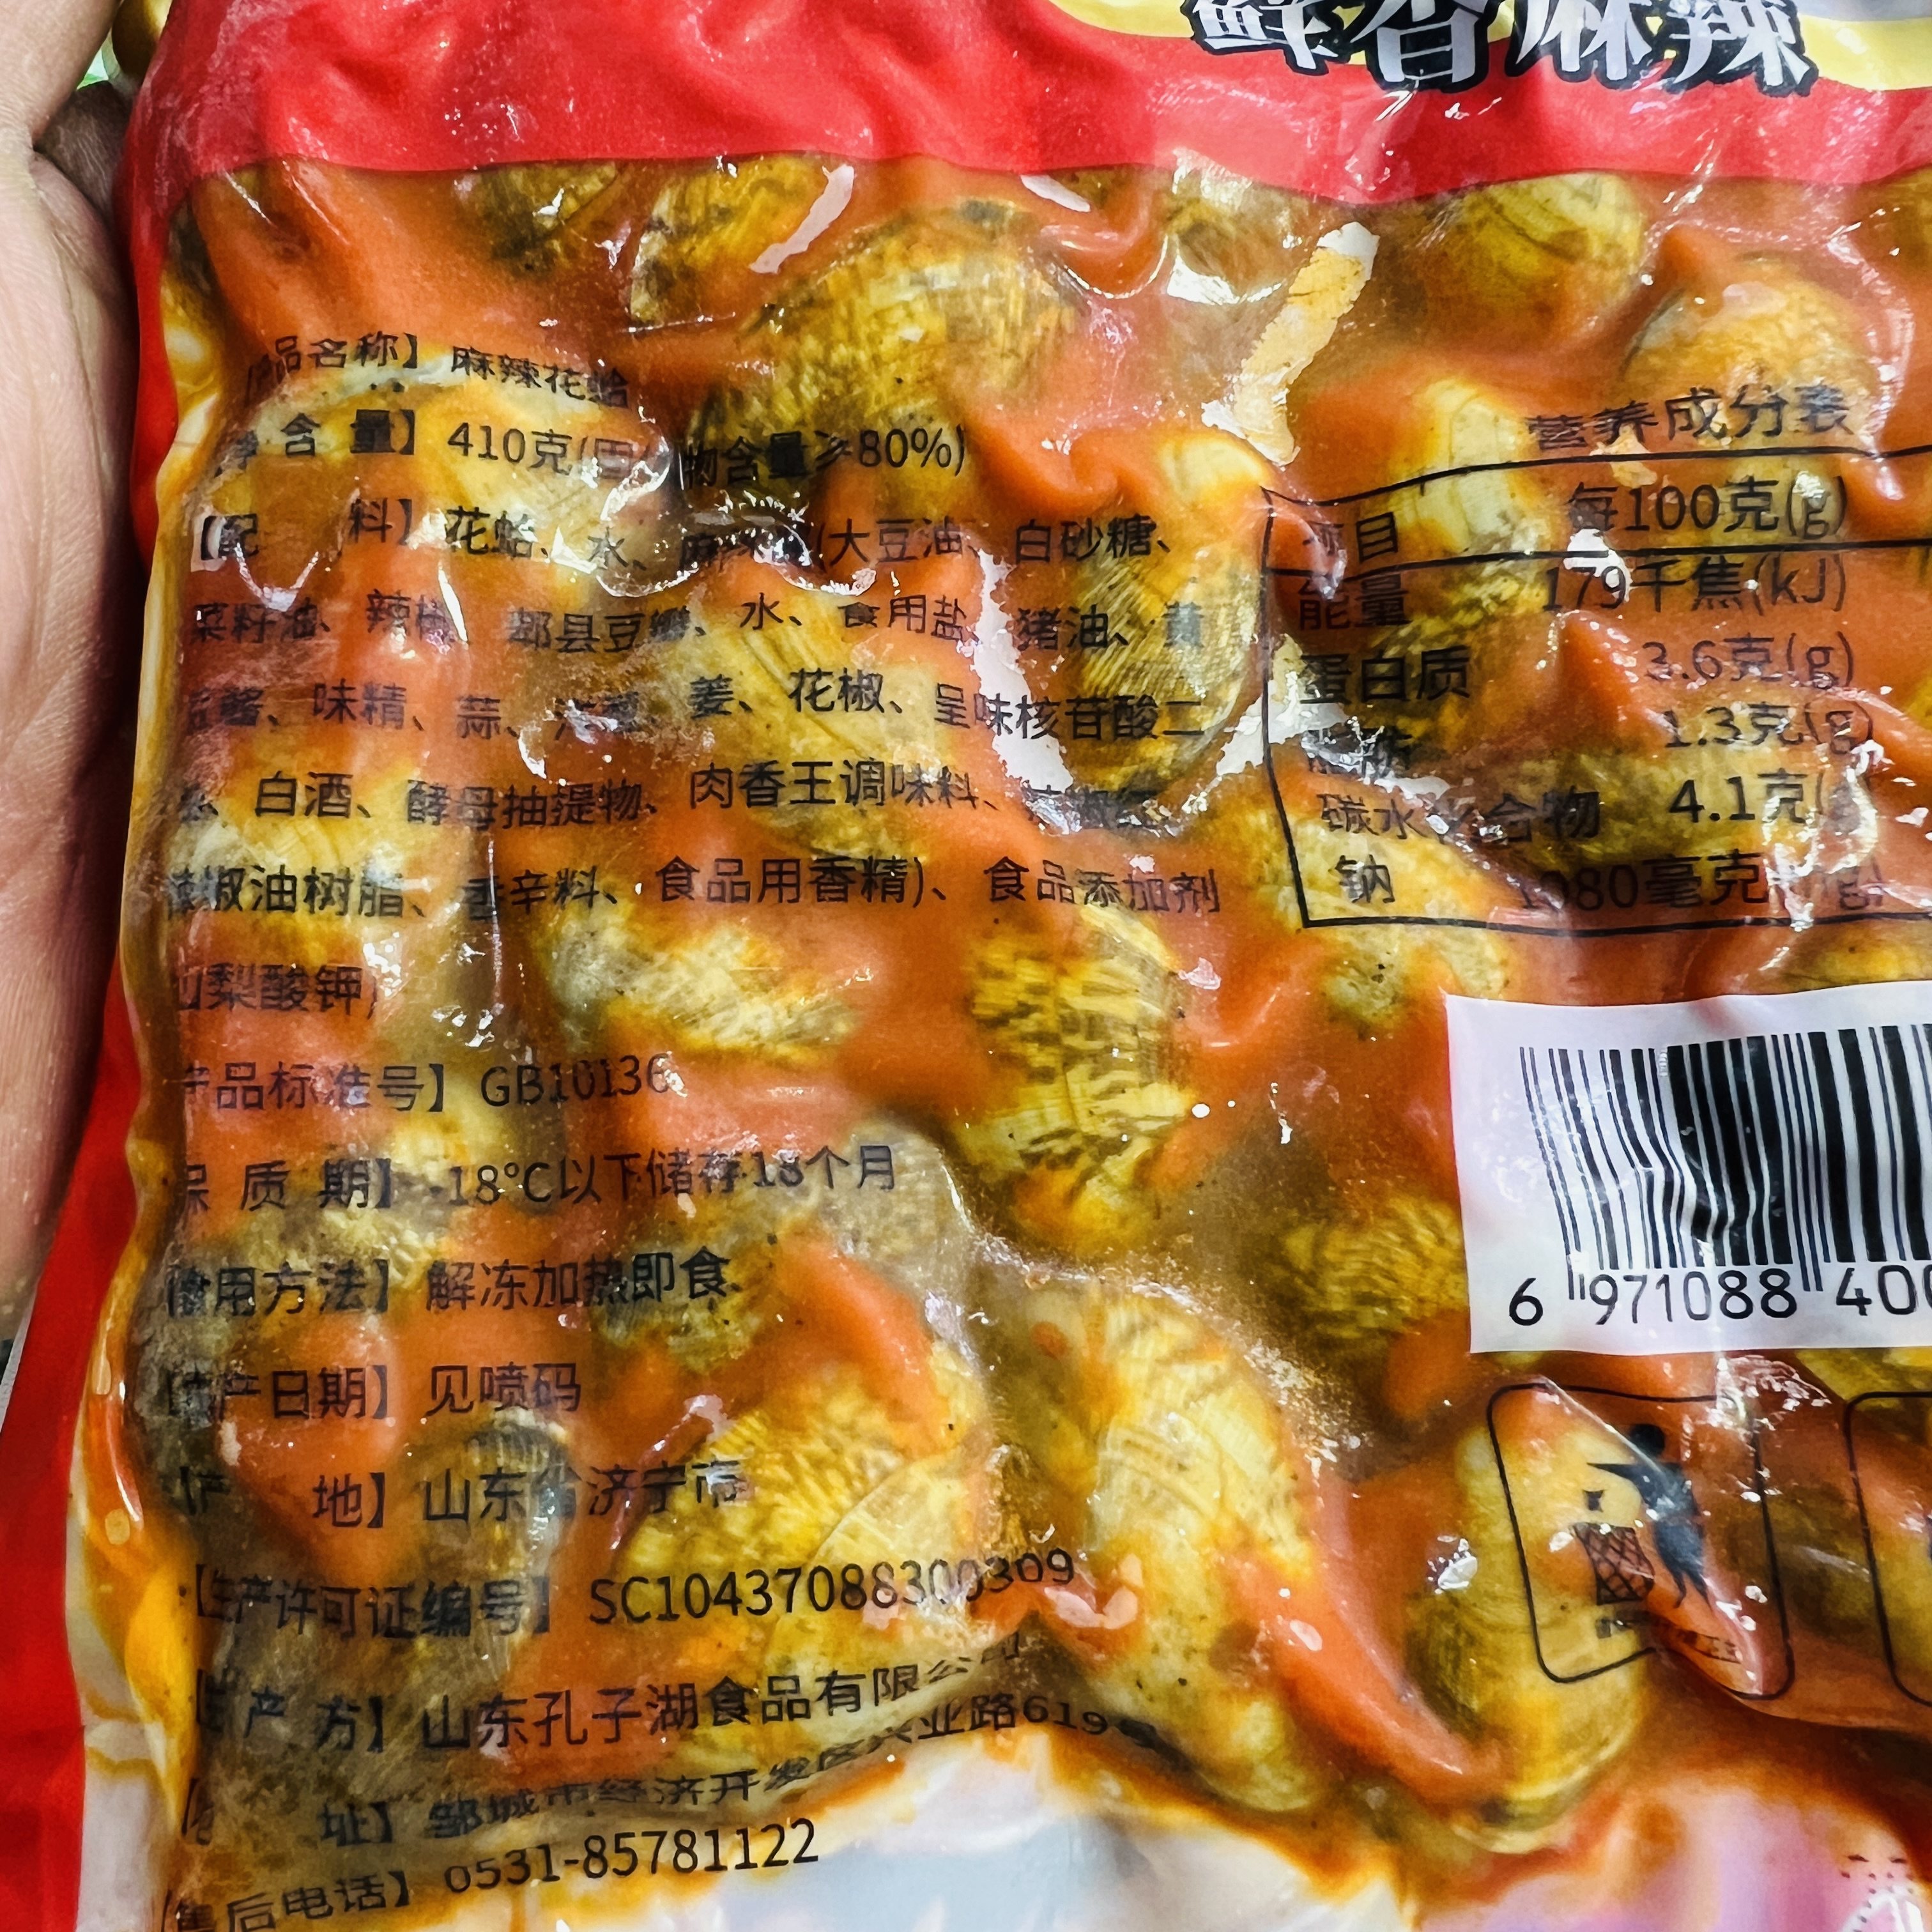 鲜香麻辣
品名称】 麻辣花蛤
净含量】 410克(固 物含量≥80%)
【配 料】 花蛤、水、 (大豆油、白砂糖、
菜籽油、辣椒、郫县豆瓣、水、食用盐、猪油、黄
酱、味精、蒜、 姜、花椒、呈味核苷酸二
白酒、酵母抽提物、肉香王调味料、
辣椒油树脂、香辛料、食品用香精)、食品添加剂
山梨酸钾)
产品标准号】 GB10136
保质期】 -18℃以下储存18个月
食用方法】 解冻加热即食
【生产日期】 见喷码
【产 地】 山东省济宁市
【生产许可证编号】 SC10437088300309
生产方】 山东孔子湖食品有限公司
址】 邹城市经济开发区兴业路619号
售后电话】 0531-85781122
营养成分表
项目 每100克(g)
能量 179千焦(kJ)
蛋白质 3.6克(g)
1.3克(g)
碳水化合物 4.1克(g
钠 1080毫克
6 971088 400